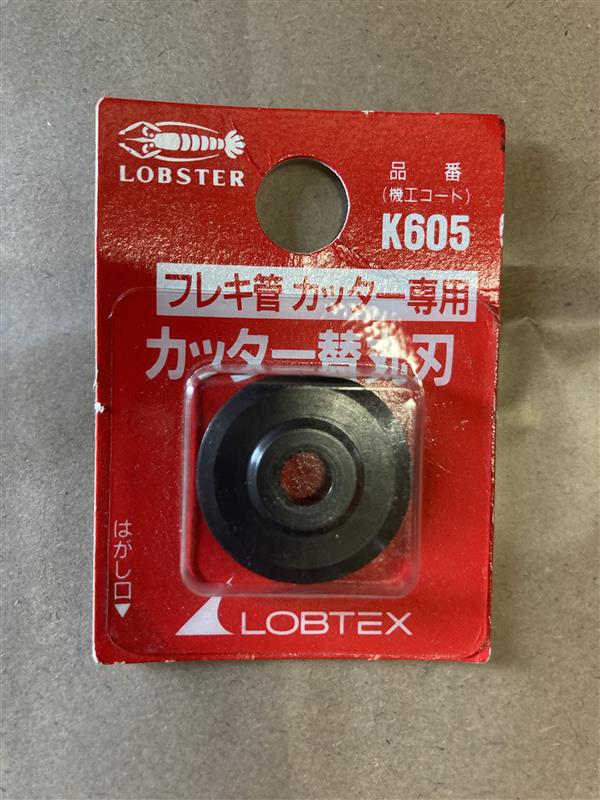 LOBSTER
品番
(機工コード)
K605
フレキ管 カッター専用
カッター替丸刃
はがし口▼
LOBTEX